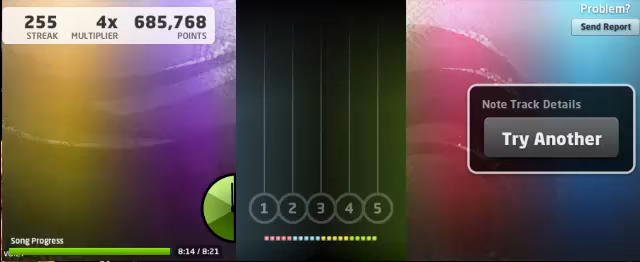 255 4x 685,768
STREAK MULTIPLIER POINTS
Problem?
Send Report
Note Track Details
Try Another
1 2 3 4 5
Song Progress
8:14 / 8:21